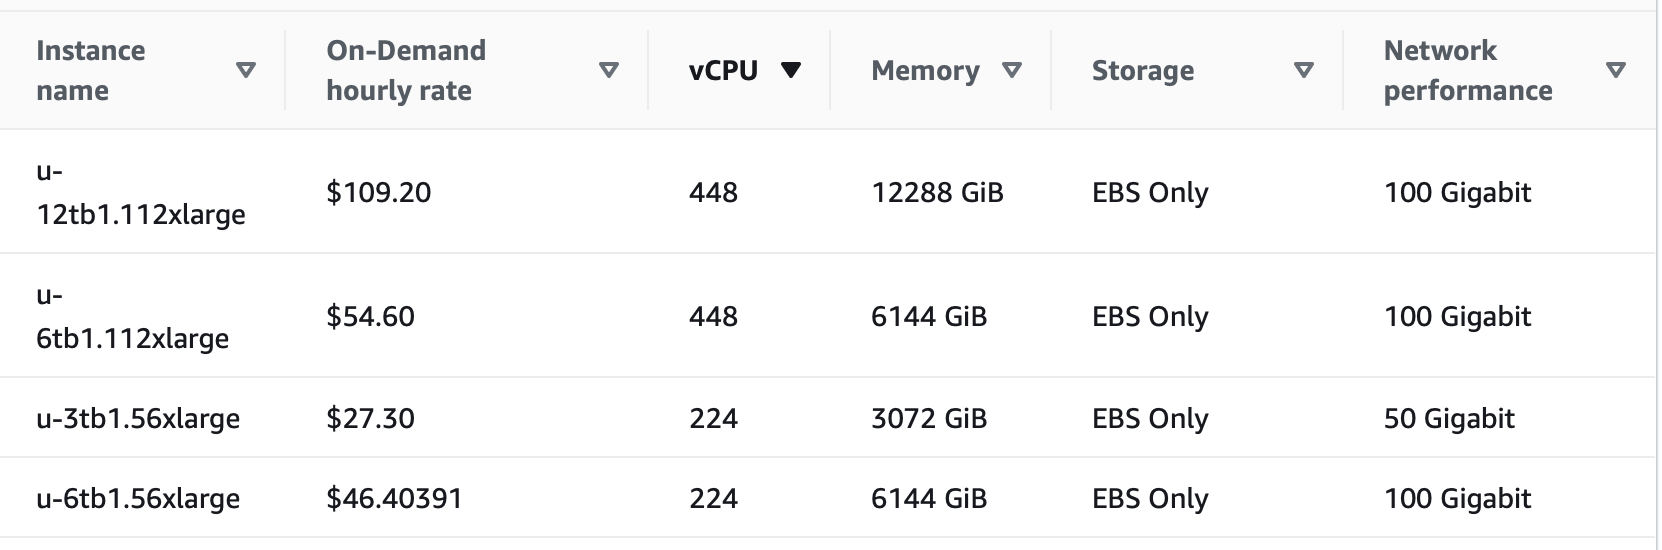 Instance name
On-Demand hourly rate
vCPU
Memory
Storage
Network performance
u-12tb1.112xlarge
$109.20
448
12288 GiB
EBS Only
100 Gigabit
u-6tb1.112xlarge
$54.60
448
6144 GiB
EBS Only
100 Gigabit
u-3tb1.56xlarge
$27.30
224
3072 GiB
EBS Only
50 Gigabit
u-6tb1.56xlarge
$46.40391
224
6144 GiB
EBS Only
100 Gigabit